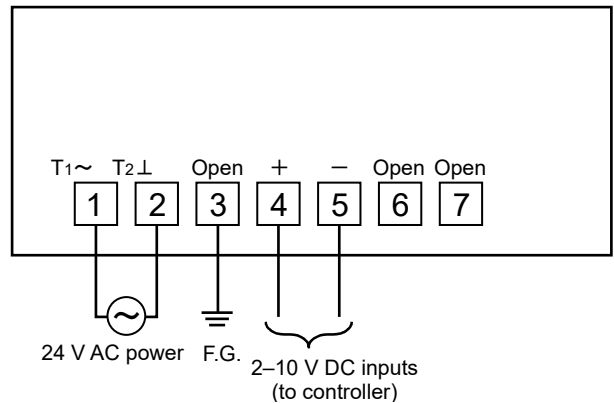 T1~ T2⊥ Open + − Open Open
1 2 3 4 5 6 7
24 V AC power F.G.
2–10 V DC inputs
(to controller)